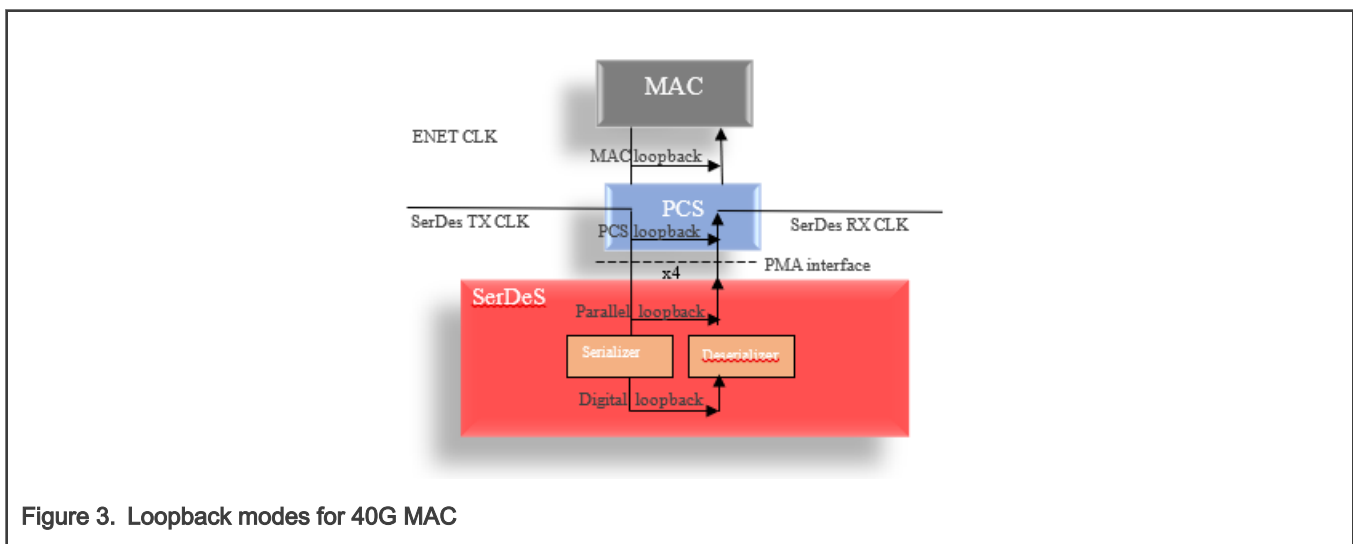 MAC
ENET CLK
MAC loopback
PCS
SerDes TX CLK
SerDes RX CLK
PCS loopback
PMA interface
x4
SerDeS
Parallel loopback
Serializer
Deserializer
Digital loopback
Figure 3. Loopback modes for 40G MAC